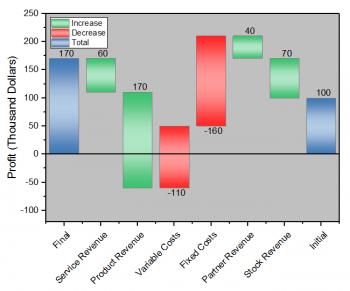 Profit (Thousand Dollars)
250
200
150
100
50
0
-50
-100
Increase
Decrease
Total
170
60
170
-110
-160
40
70
100
Final
Service Revenue
Product Revenue
Variable Costs
Fixed Costs
Partner Revenue
Stock Revenue
Initial